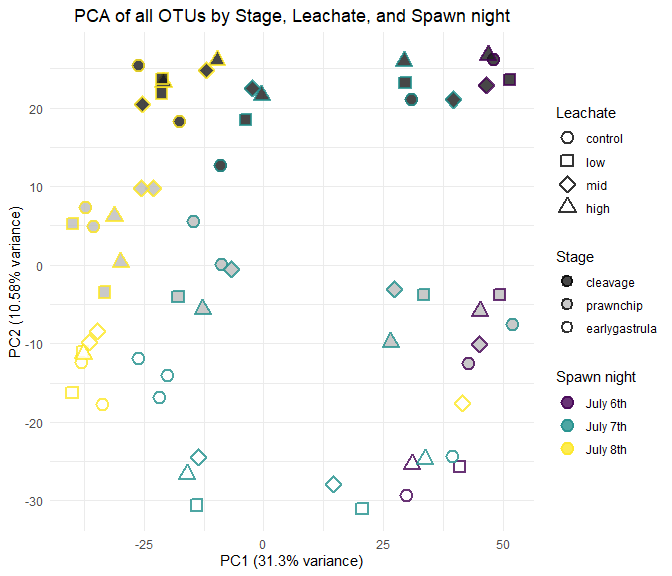 PCA of all OTUs by Stage, Leachate, and Spawn night
PC2 (10.58% variance)
20
10
0
-10
-20
-30
-25
0
25
50
PC1 (31.3% variance)
Leachate
control
low
mid
high
Stage
cleavage
prawnchip
earlygastrula
Spawn night
July 6th
July 7th
July 8th